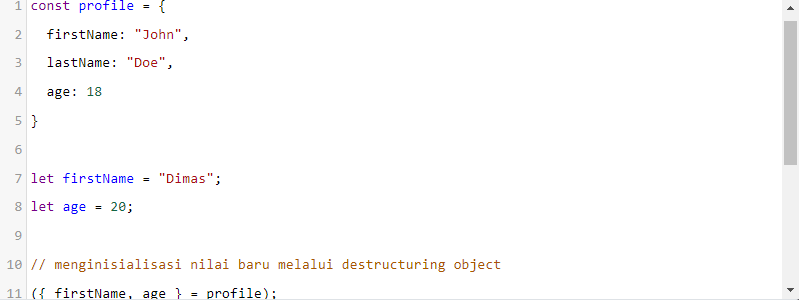 1 const profile = {
2   firstName: "John",
3   lastName: "Doe",
4   age: 18
5 }
6
7 let firstName = "Dimas";
8 let age = 20;
9
10 // menginisialisasi nilai baru melalui destructuring object
11 ({ firstName, age } = profile);